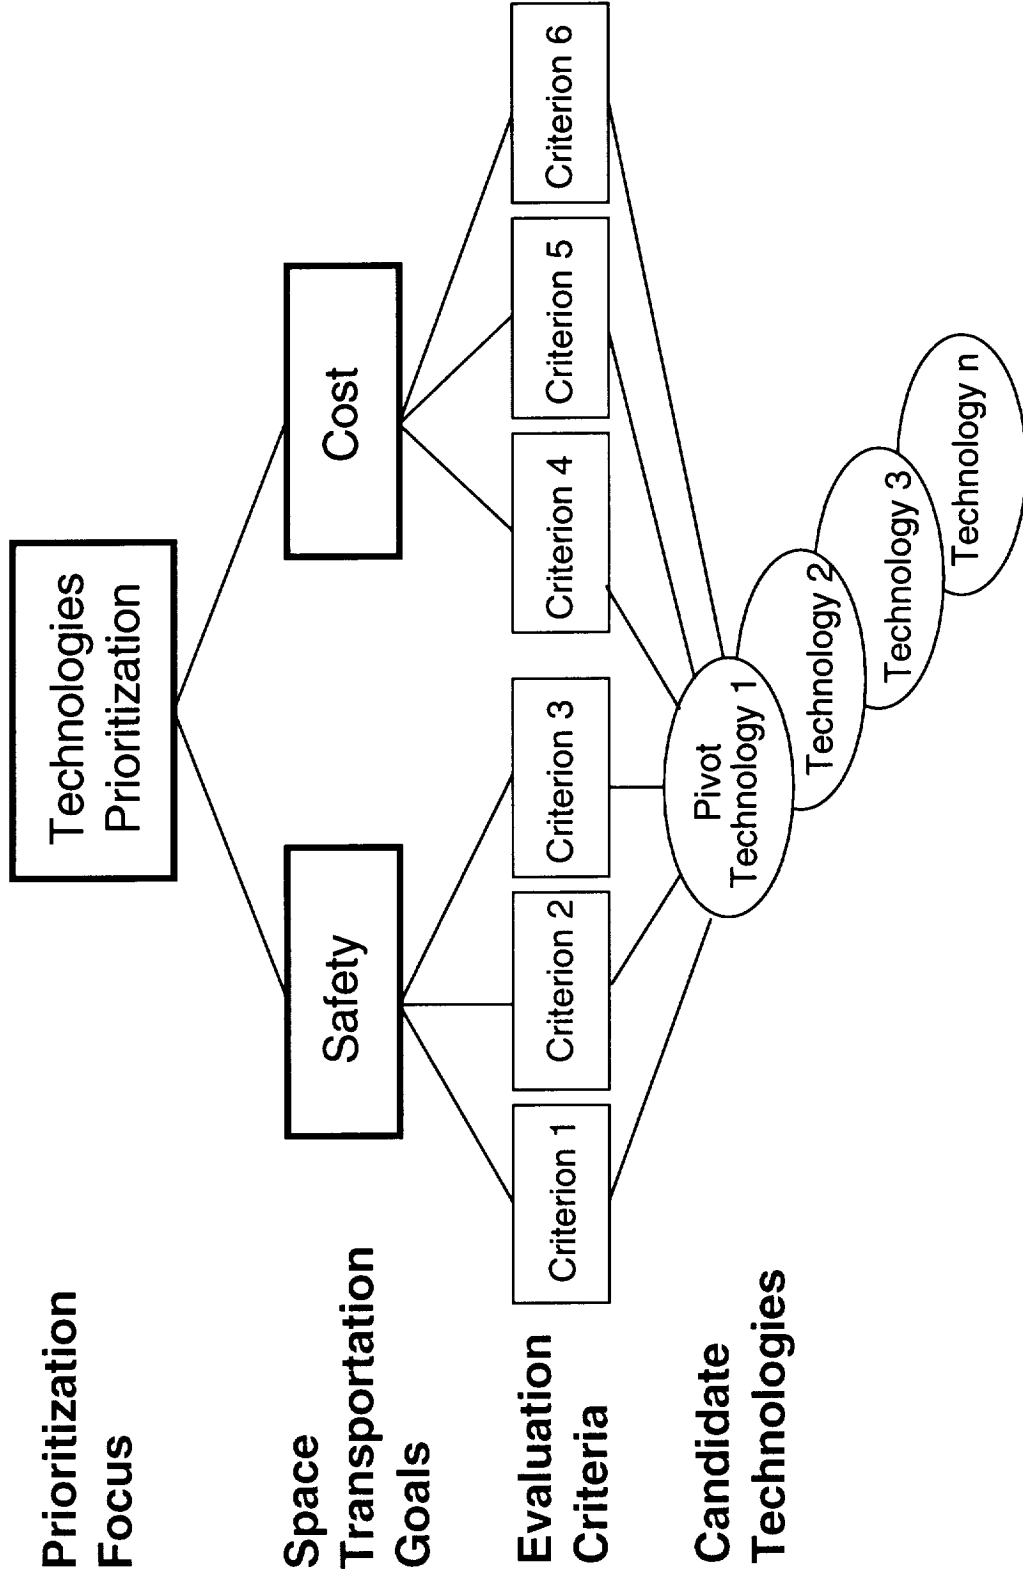 Prioritization
Focus
Technologies
Prioritization
Space
Transportation
Goals
Safety
Cost
Evaluation
Criteria
Criterion 1
Criterion 2
Criterion 3
Criterion 4
Criterion 5
Criterion 6
Candidate
Technologies
Pivot
Technology 1
Technology 2
Technology 3
Technology n